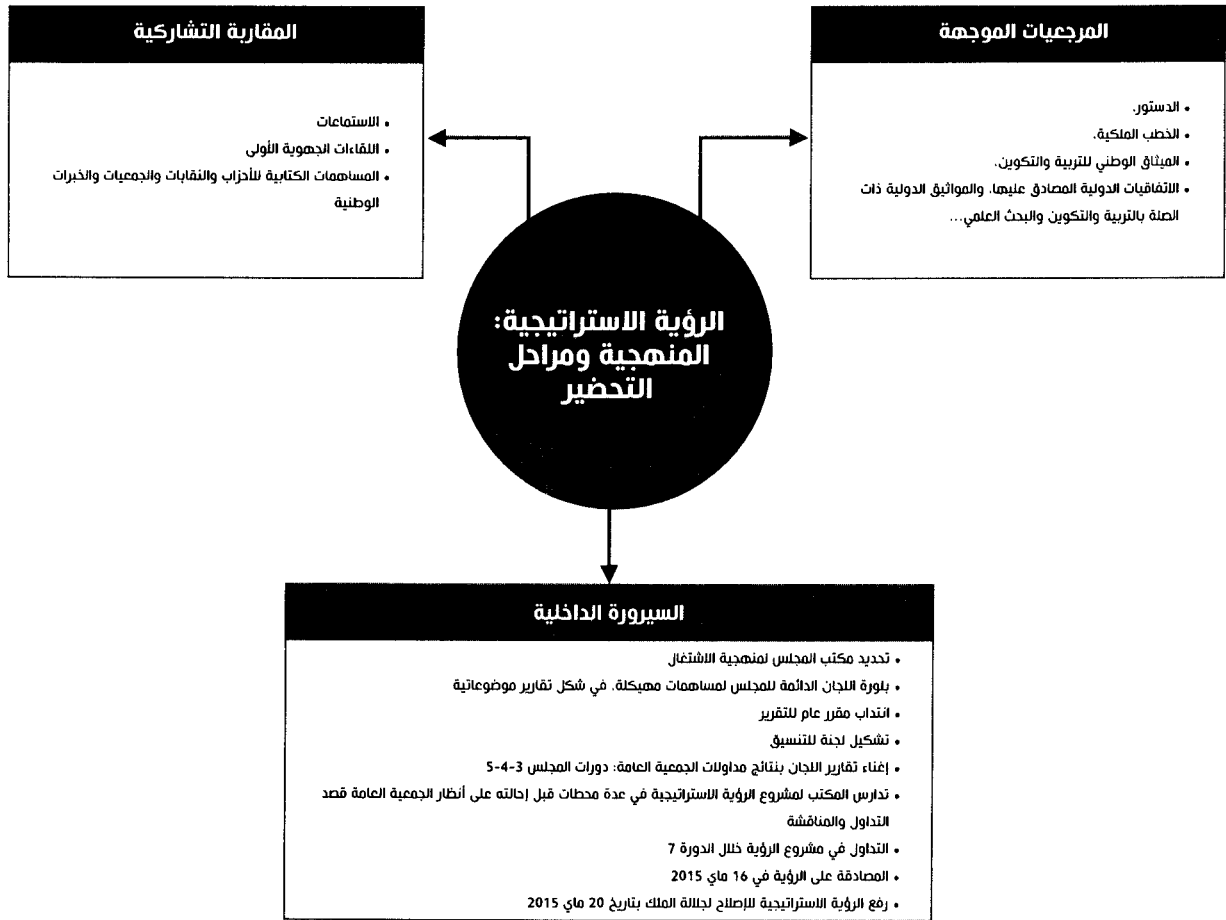 المرجعيات الموجهة
• الدستور.
• الخطب الملكية.
• الميثاق الوطني للتربية والتكوين.
• الاتفاقيات الدولية المصادق عليها، والمواثيق الدولية ذات
الصلة بالتربية والتكوين والبحث العلمي...
المقاربة التشاركية
• الاستماعات
• اللقاءات الجهوية الأولى
• المساهمات الكتابية للأحزاب والنقابات والجمعيات والخبرات
الوطنية
الرؤية الاستراتيجية:
المنهجية ومراحل
التحضير
السيرورة الداخلية
• تحديد مكتب المجلس لمنهجية الاشتغال
• بلورة اللجان الدائمة للمجلس لمساهمات مهيكلة، في شكل تقارير موضوعاتية
• انتداب مقرر عام للتقرير
• تشكيل لجنة للتنسيق
• إغناء تقارير اللجان بنتائج مداولات الجمعية العامة: دورات المجلس 3-4-5
• تدارس المكتب لمشروع الرؤية الاستراتيجية في عدة محطات قبل إحالته على أنظار الجمعية العامة قصد
التداول والمناقشة
• التداول في مشروع الرؤية خلال الدورة 7
• المصادقة على الرؤية في 16 ماي 2015
• رفع الرؤية الاستراتيجية للإصلاح لجلالة الملك بتاريخ 20 ماي 2015